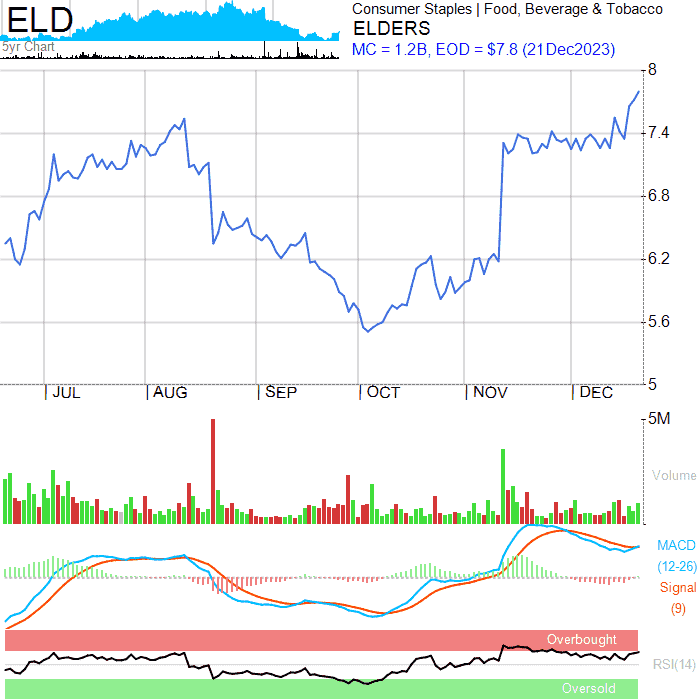 ELD
5yr Chart
Consumer Staples | Food, Beverage & Tobacco
ELDERS
MC = 1.2B, EOD = $7.8 (21Dec2023)
8
7.4
6.8
6.2
5.6
5
| JUL | AUG | SEP | OCT | NOV | DEC
5M
Volume
MACD
(12-26)
Signal
(9)
Overbought
RSI(14)
Oversold